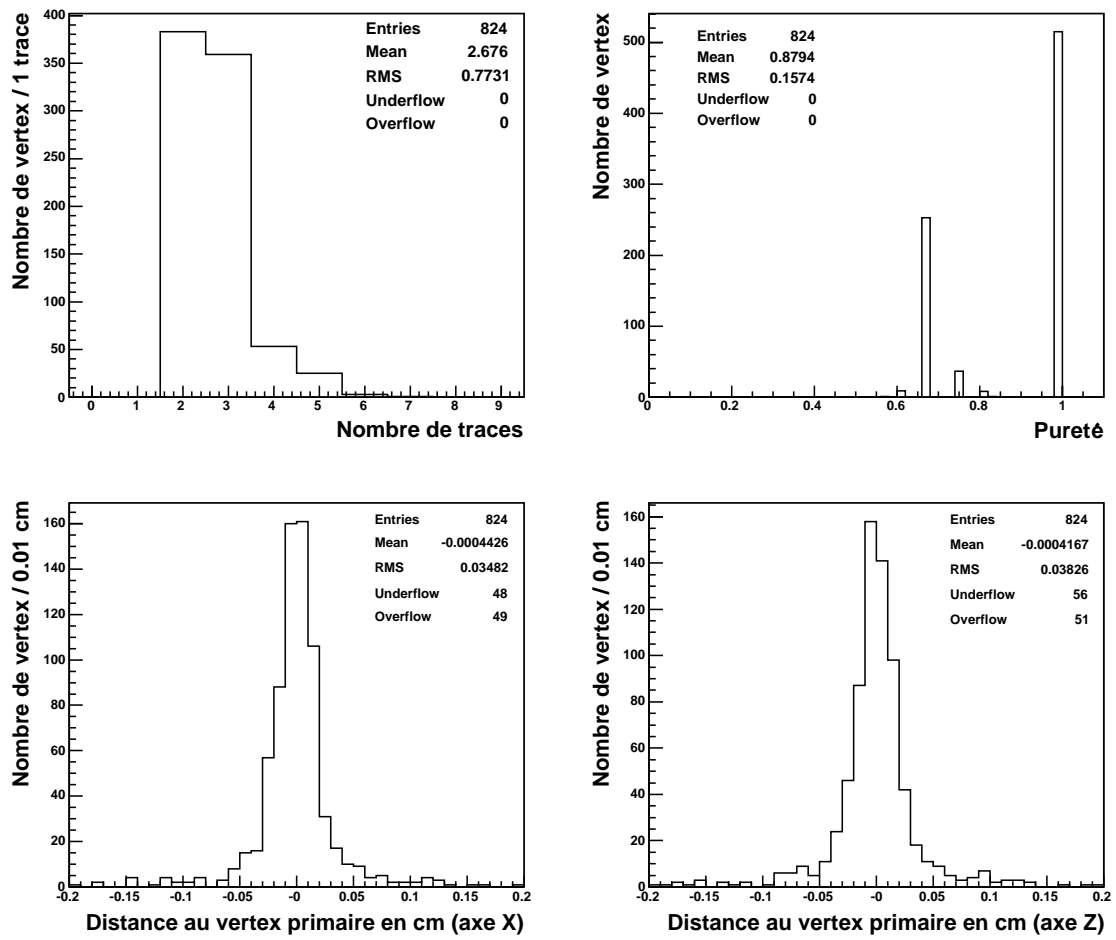 Nombre de vertex / 1 trace
400
350
300
250
200
150
100
50
0
Entries 824
Mean 2.676
RMS 0.7731
Underflow 0
Overflow 0
0 1 2 3 4 5 6 7 8 9
Nombre de traces
Nombre de vertex
500
400
300
200
100
0
Entries 824
Mean 0.8794
RMS 0.1574
Underflow 0
Overflow 0
0 0.2 0.4 0.6 0.8 1
Pureté
Nombre de vertex / 0.01 cm
160
140
120
100
80
60
40
20
0
Entries 824
Mean -0.0004426
RMS 0.03482
Underflow 48
Overflow 49
-0.2 -0.15 -0.1 -0.05 -0 0.05 0.1 0.15 0.2
Distance au vertex primaire en cm (axe X)
Nombre de vertex / 0.01 cm
160
140
120
100
80
60
40
20
0
Entries 824
Mean -0.0004167
RMS 0.03826
Underflow 56
Overflow 51
-0.2 -0.15 -0.1 -0.05 -0 0.05 0.1 0.15 0.2
Distance au vertex primaire en cm (axe Z)